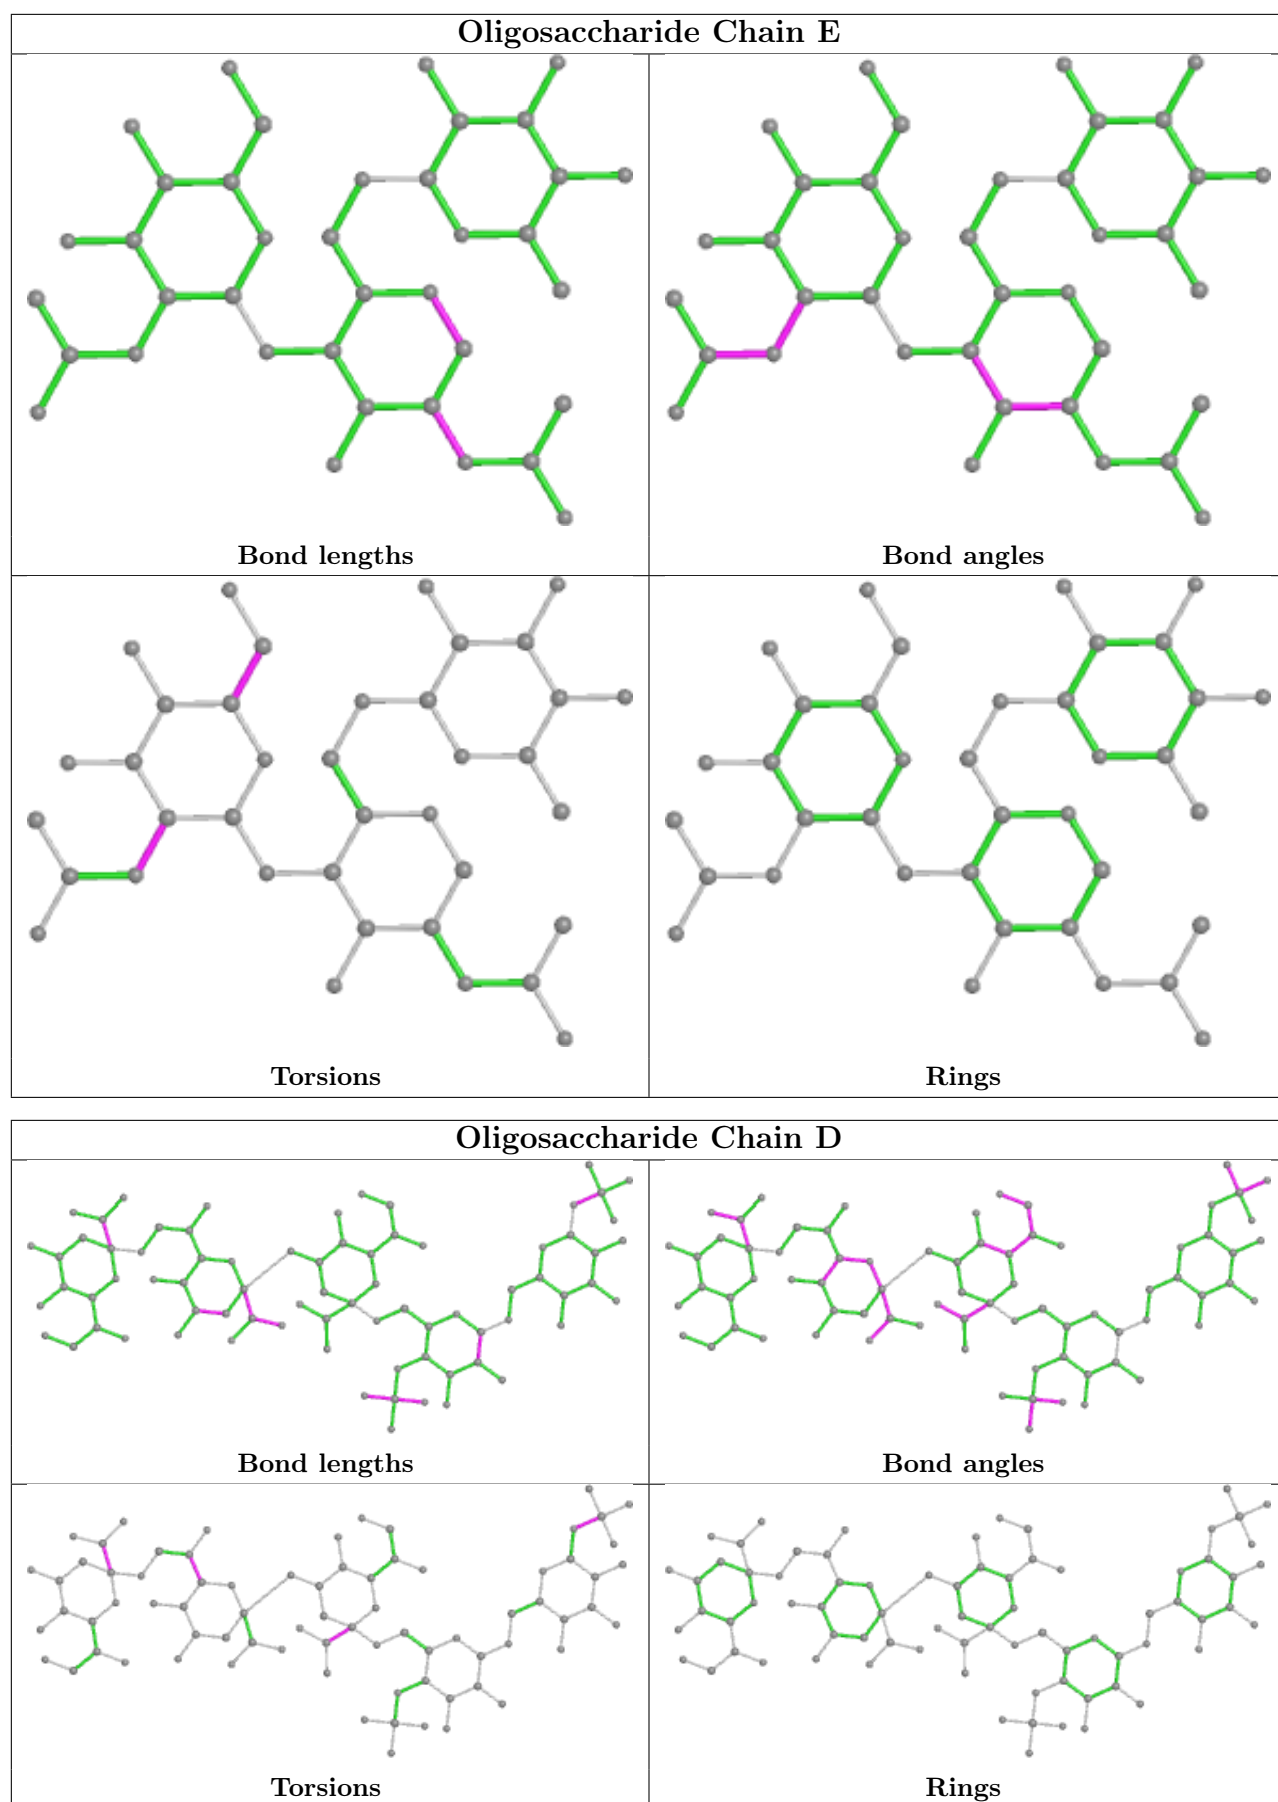 Oligosaccharide Chain E
Bond lengths
Bond angles
Torsions
Rings
Oligosaccharide Chain D
Bond lengths
Bond angles
Torsions
Rings